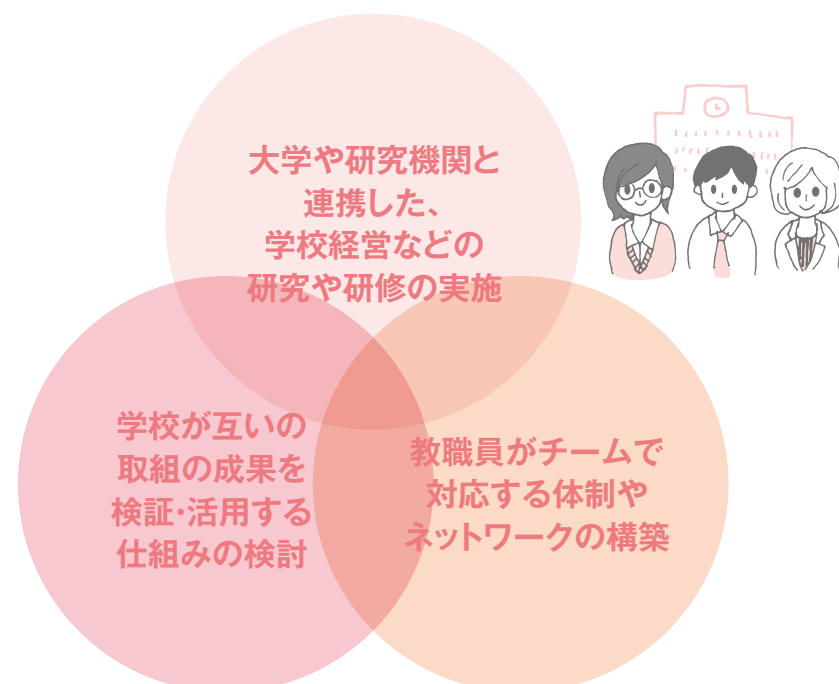 大学や研究機関と
連携した、
学校経営などの
研究や研修の実施
学校が互いの
取組の成果を
検証・活用する
仕組みの検討
教職員がチームで
対応する体制や
ネットワークの構築